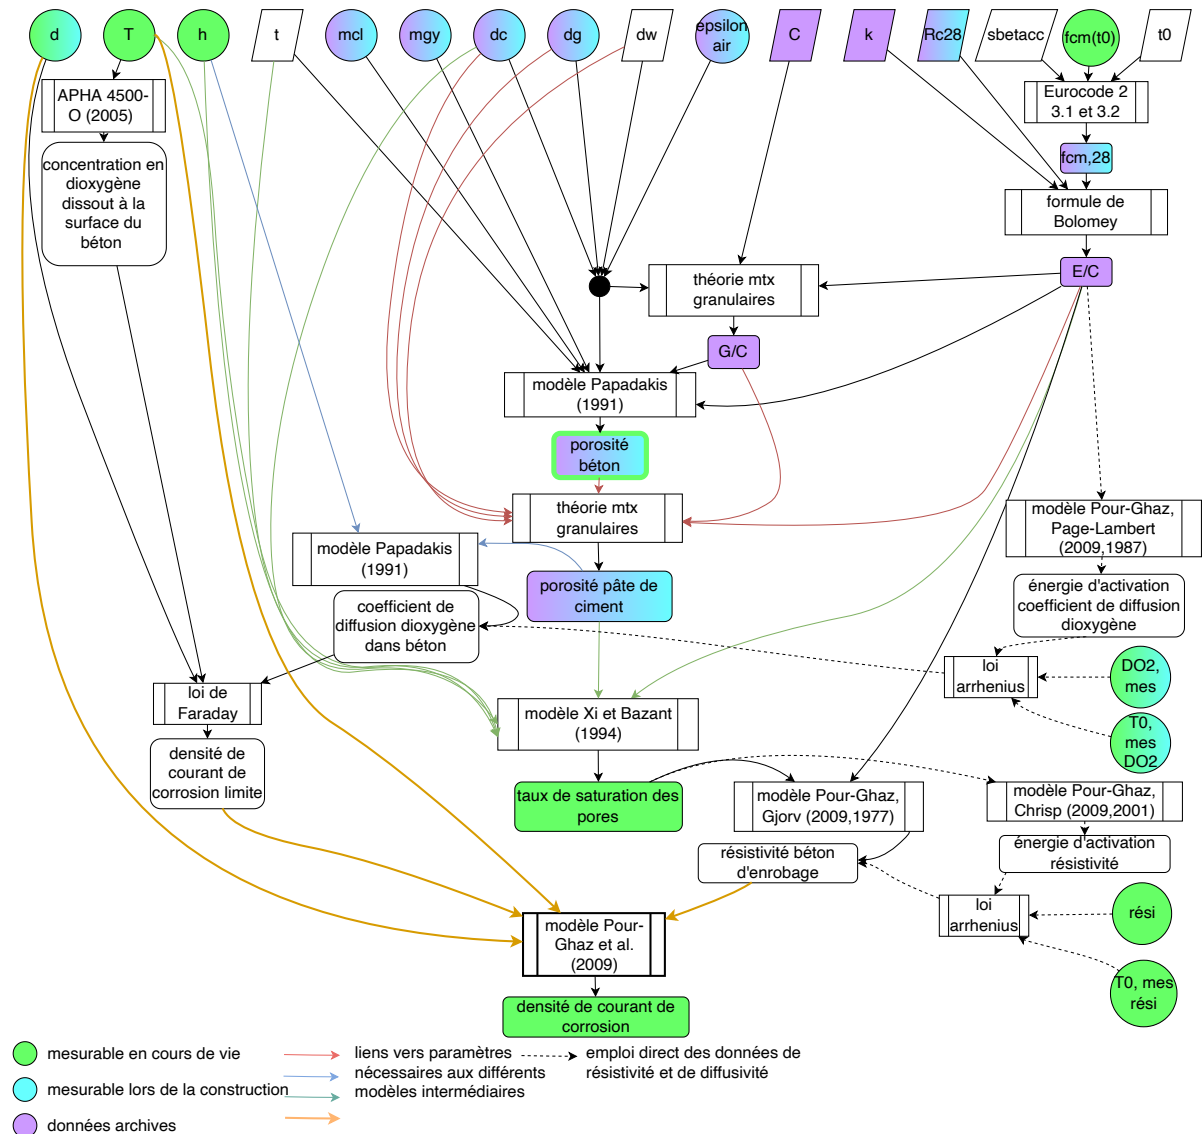 d
T
h
t
mcl
mgy
dc
dg
dw
epsilon
air
C
k
Rc28
sbetacc
fcm(t0)
t0
APHA 4500-
O (2005)
Eurocode 2
3.1 et 3.2
concentration en
dioxygène
dissout à la
surface du
béton
fcm,28
formule de
Bolomey
E/C
théorie mtx
granulaires
G/C
modèle Papadakis
(1991)
porosité
béton
théorie mtx
granulaires
modèle Pour-Ghaz,
Page-Lambert
(2009,1987)
modèle Papadakis
(1991)
porosité pâte de
ciment
énergie d'activation
coefficient de diffusion
dioxygène
coefficient de
diffusion dioxygène
dans béton
loi
arrhenius
DO2,
mes
T0,
mes
DO2
loi de
Faraday
modèle Xi et Bazant
(1994)
densité de
courant de
corrosion limite
taux de saturation des
pores
modèle Pour-Ghaz,
Gjorv (2009,1977)
modèle Pour-Ghaz,
Chrisp (2009,2001)
résistivité béton
d'enrobage
énergie d'activation
résistivité
loi
arrhenius
rési
modèle Pour-
Ghaz et al.
(2009)
T0, mes
rési
densité de courant de
corrosion
mesurable en cours de vie
mesurable lors de la construction
données archives
liens vers paramètres
nécessaires aux différents
modèles intermédiaires
emploi direct des données de
résistivité et de diffusivité